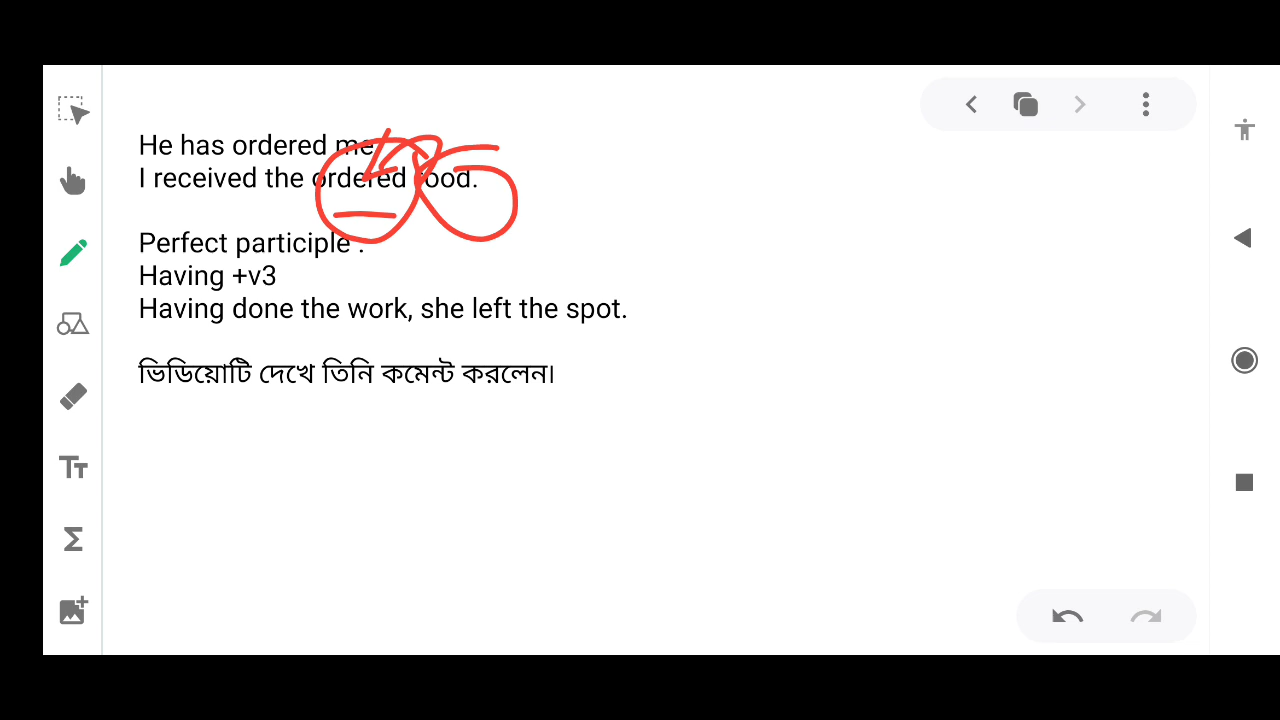 He has ordered me
I received the ordered food.
Perfect participle :
Having +v3
Having done the work, she left the spot.
ভিডিয়োটি দেখে তিনি কমেন্ট করলেন।